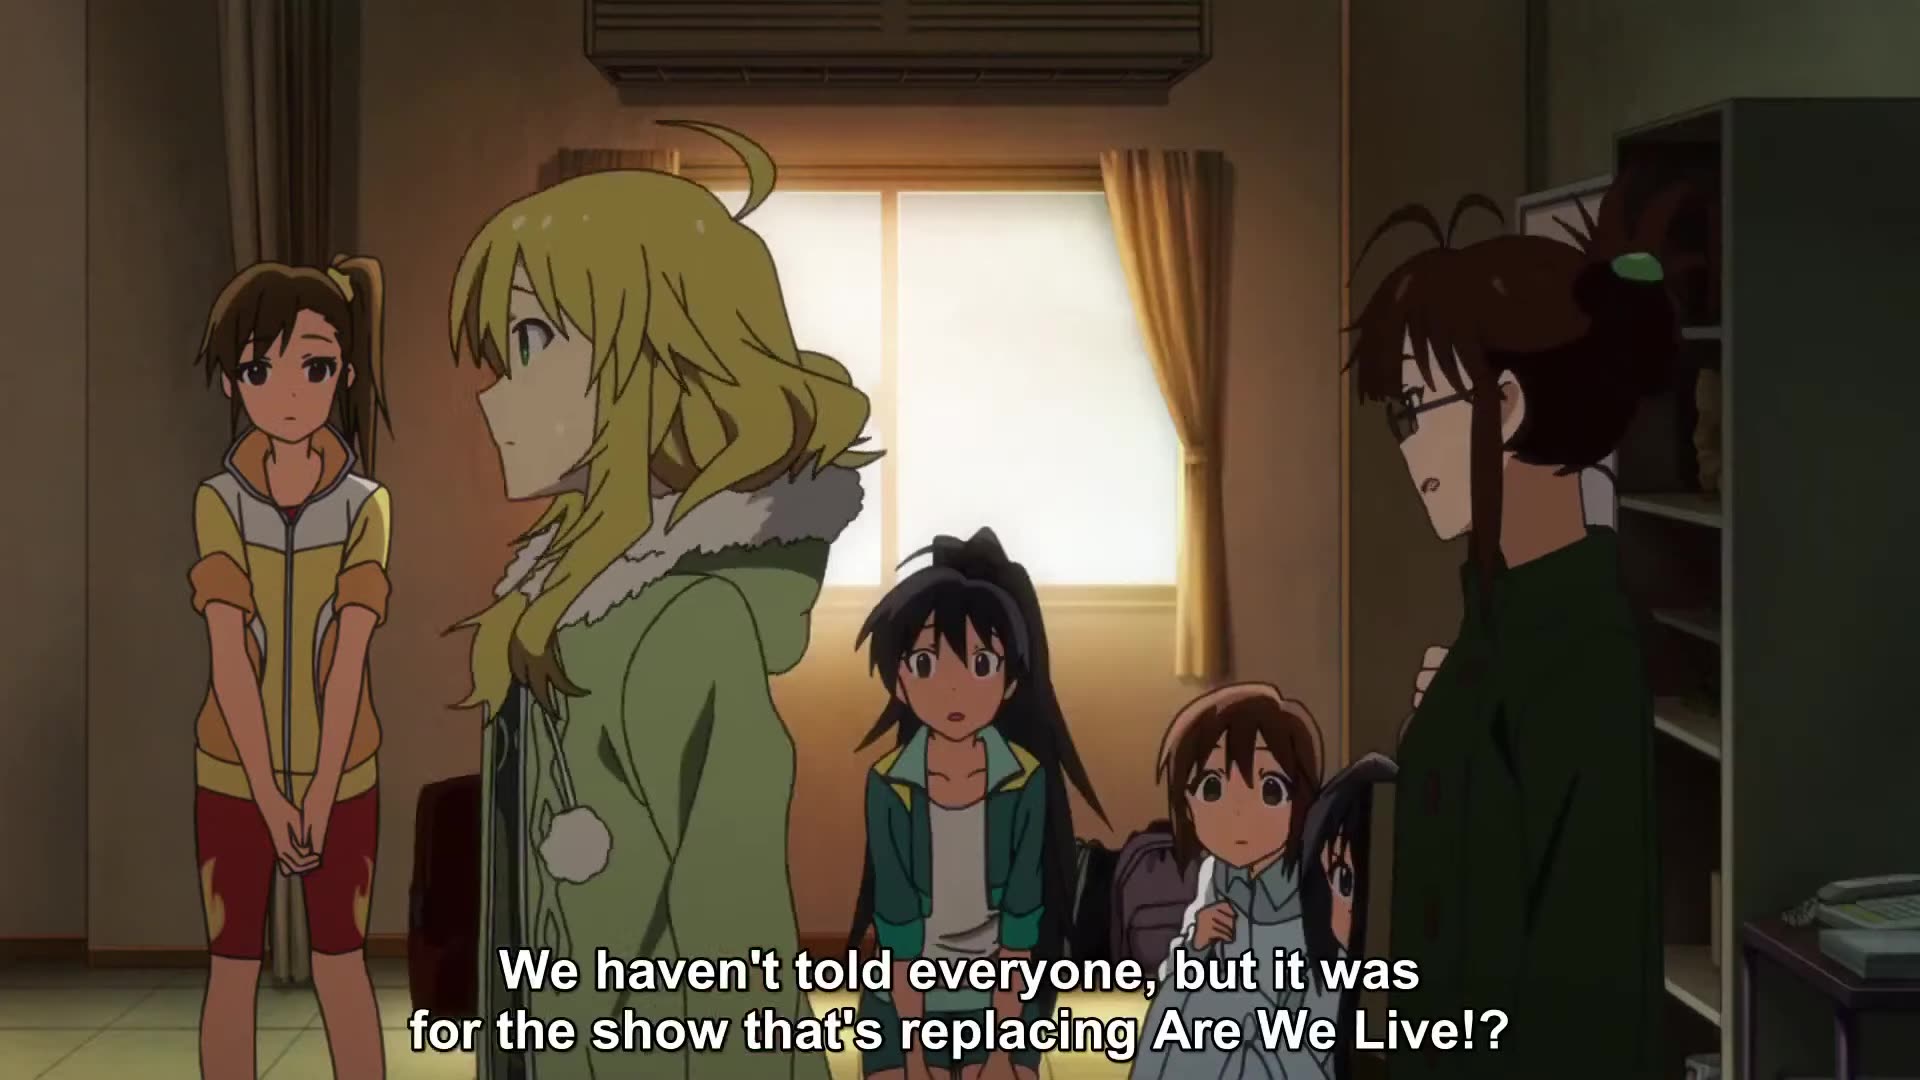 We haven't told everyone, but it was
for the show that's replacing Are We Live!?